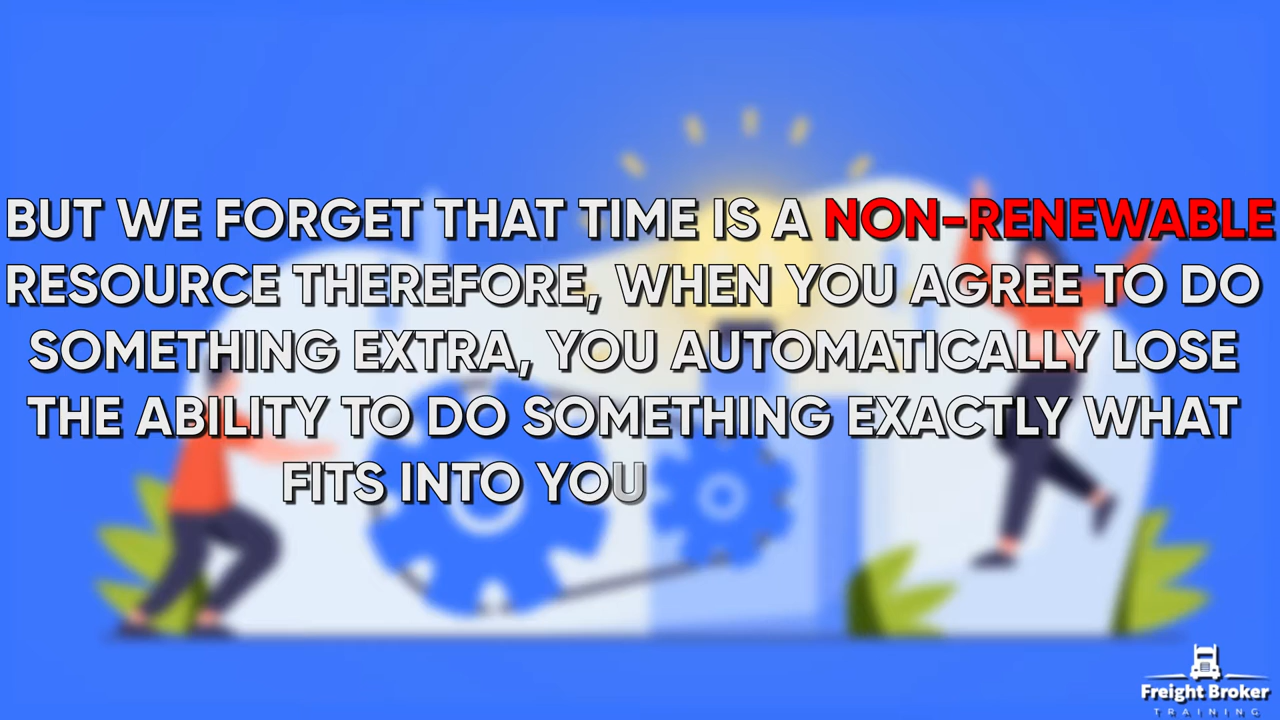 BUT WE FORGET THAT TIME IS A NON-RENEWABLE
RESOURCE THEREFORE, WHEN YOU AGREE TO DO
SOMETHING EXTRA, YOU AUTOMATICALLY LOSE
THE ABILITY TO DO SOMETHING EXACTLY WHAT
FITS INTO YOU
Freight Broker
TRAINING